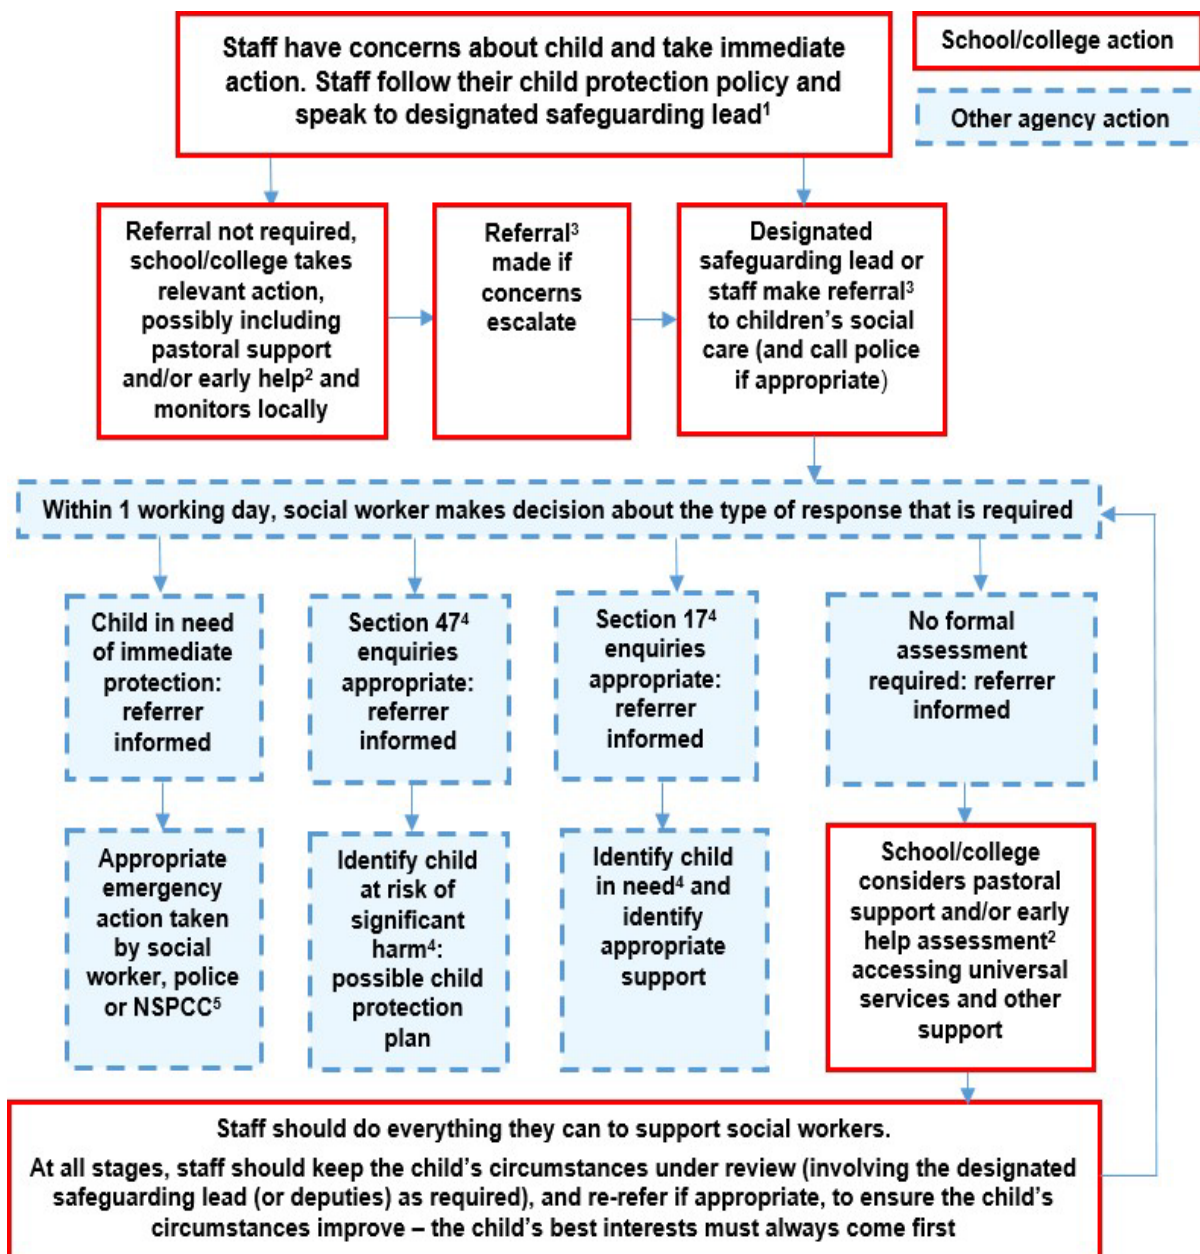 Staff have concerns about child and take immediate
action. Staff follow their child protection policy and
speak to designated safeguarding lead¹
School/college action
Other agency action
Referral not required,
school/college takes
relevant action,
possibly including
pastoral support
and/or early help² and
monitors locally
Referral³
made if
concerns
escalate
Designated
safeguarding lead or
staff make referral³
to children’s social
care (and call police
if appropriate)
Within 1 working day, social worker makes decision about the type of response that is required
Child in need
of immediate
protection:
referrer
informed
Section 47⁴
enquiries
appropriate:
referrer
informed
Section 17⁴
enquiries
appropriate:
referrer
informed
No formal
assessment
required: referrer
informed
Appropriate
emergency
action taken
by social
worker, police
or NSPCC⁵
Identify child
at risk of
significant
harm⁴:
possible child
protection
plan
Identify child
in need⁴ and
identify
appropriate
support
School/college
considers pastoral
support and/or early
help assessment²
accessing universal
services and other
support
Staff should do everything they can to support social workers.
At all stages, staff should keep the child’s circumstances under review (involving the designated
safeguarding lead (or deputies) as required), and re-refer if appropriate, to ensure the child’s
circumstances improve – the child’s best interests must always come first